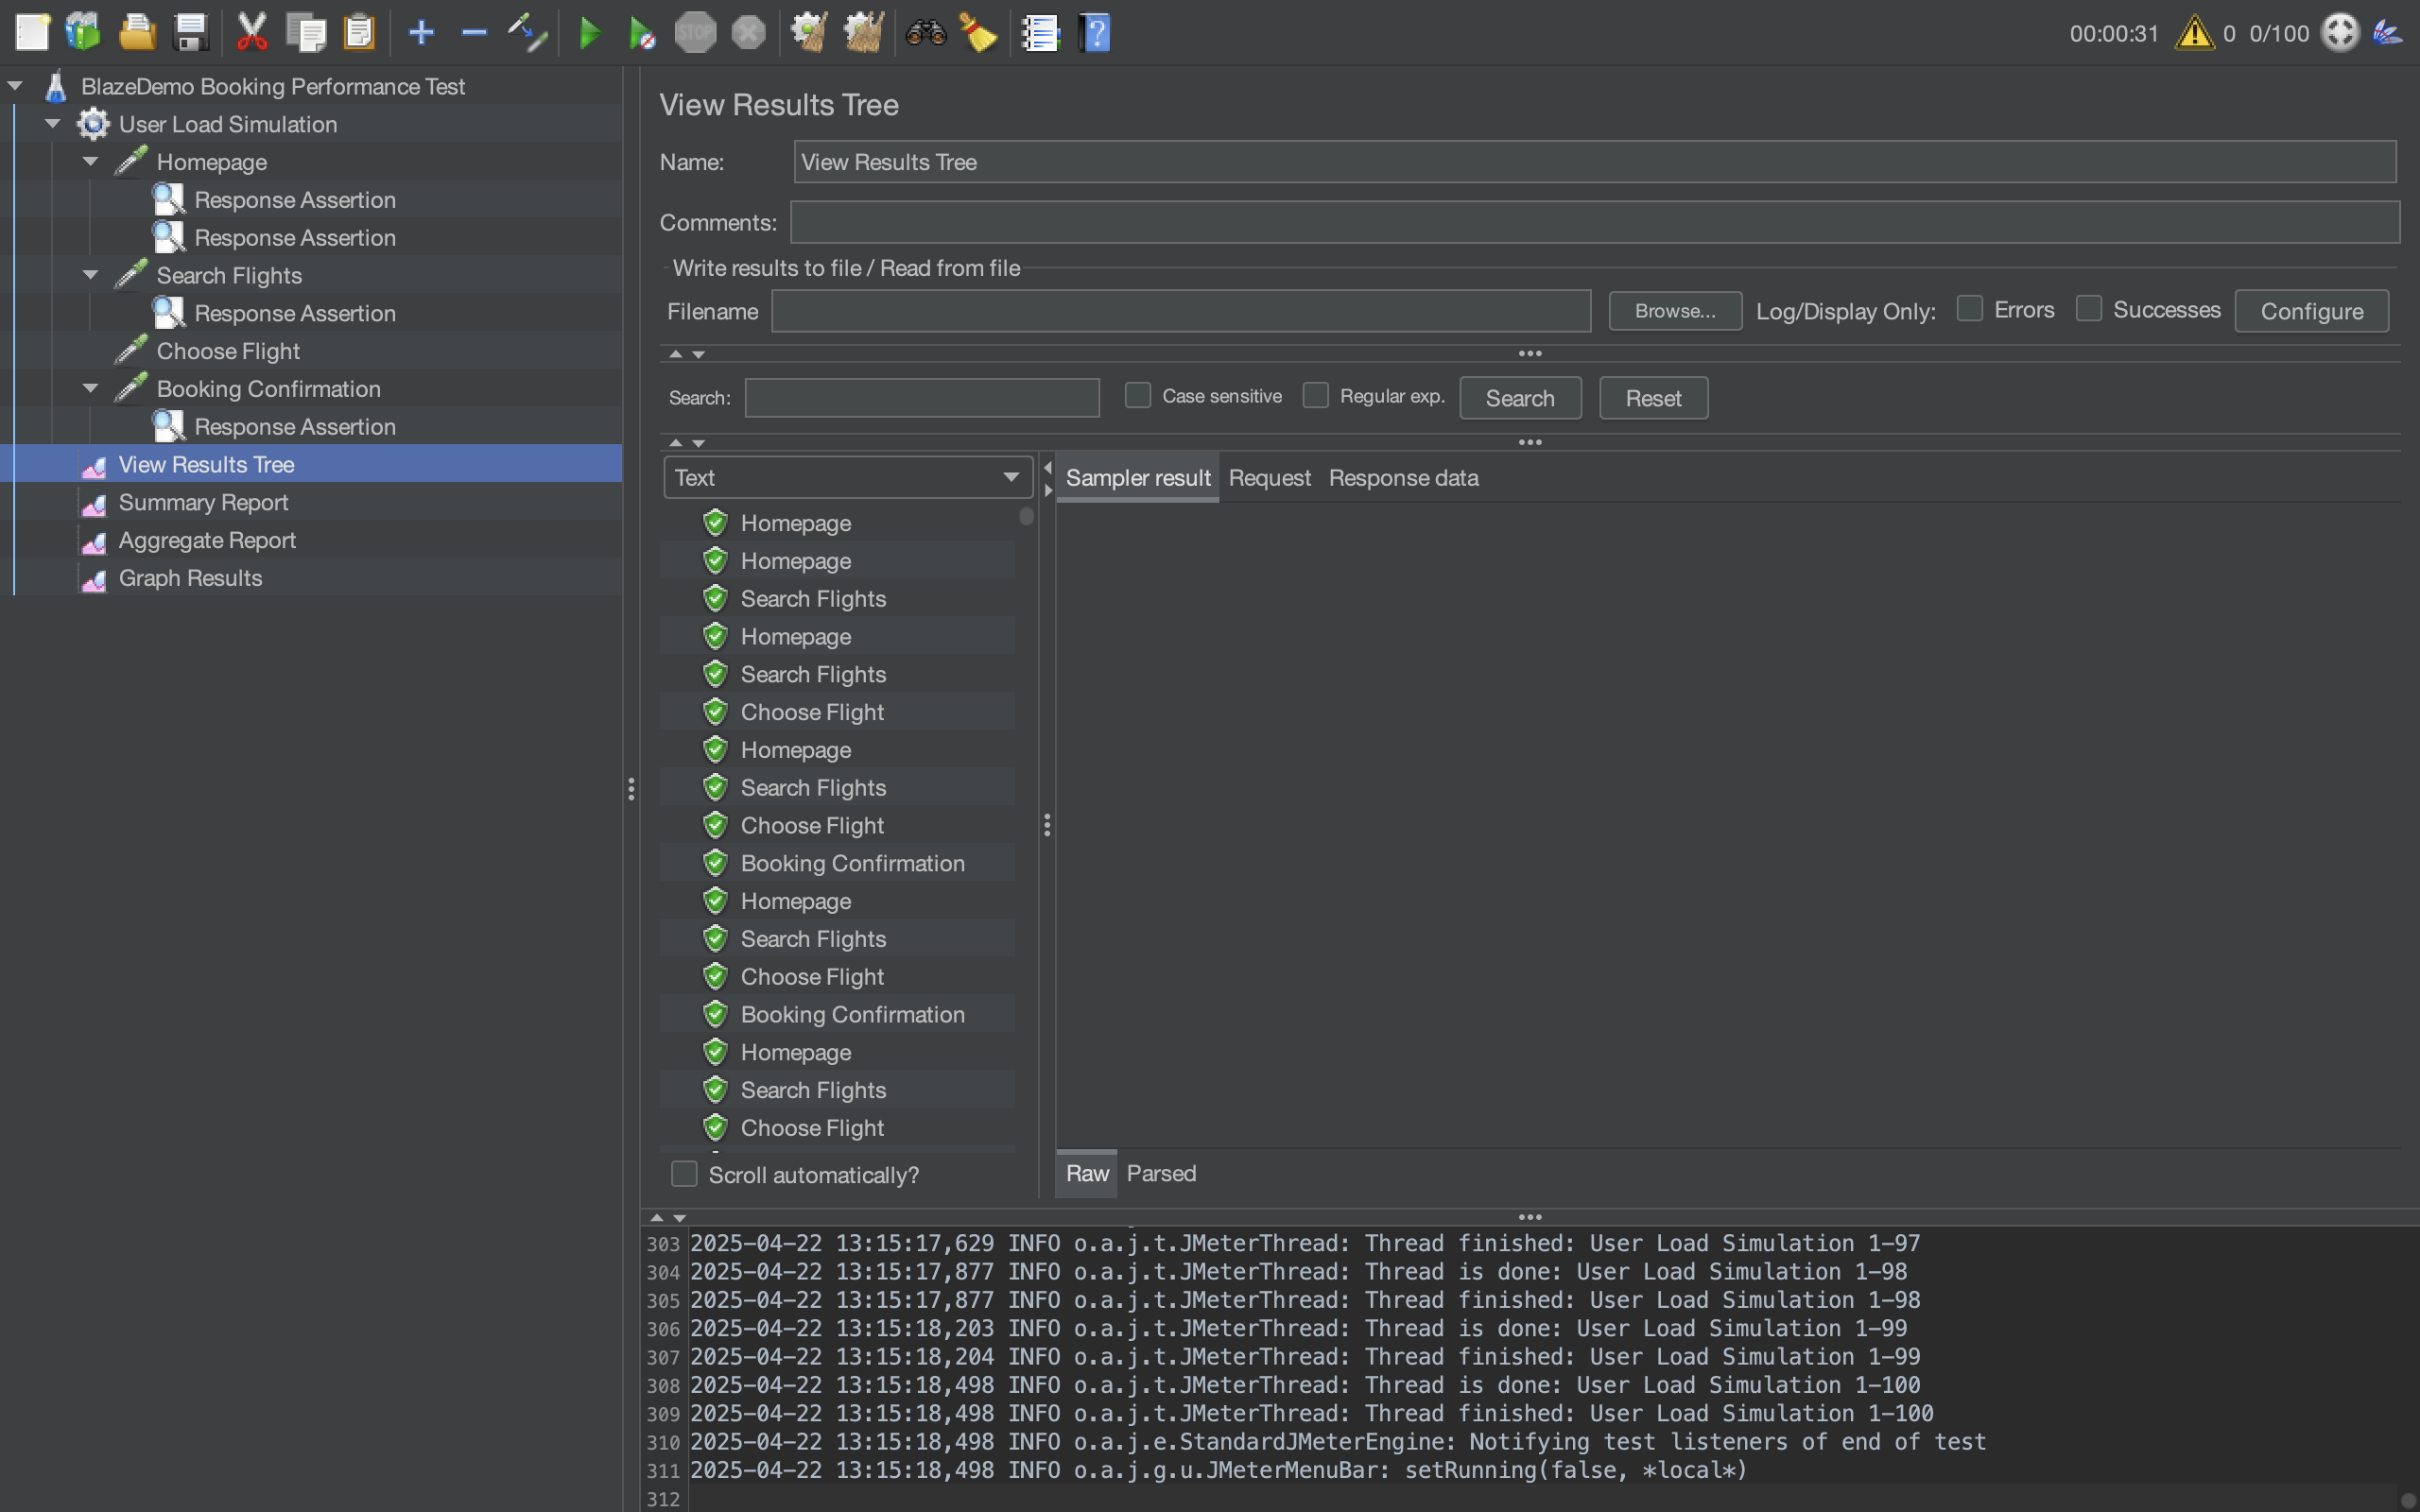 STOP
00:00:31
0 0/100
BlazeDemo Booking Performance Test
User Load Simulation
Homepage
Response Assertion
Response Assertion
Search Flights
Response Assertion
Choose Flight
Booking Confirmation
Response Assertion
View Results Tree
Summary Report
Aggregate Report
Graph Results
View Results Tree
Name: View Results Tree
Comments:
Write results to file / Read from file
Filename Browse... Log/Display Only: Errors Successes Configure
Search: Case sensitive Regular exp. Search Reset
Text
Sampler result Request Response data
Homepage
Homepage
Search Flights
Homepage
Search Flights
Choose Flight
Homepage
Search Flights
Choose Flight
Booking Confirmation
Homepage
Search Flights
Choose Flight
Booking Confirmation
Homepage
Search Flights
Choose Flight
Scroll automatically?
Raw Parsed
303 2025-04-22 13:15:17,629 INFO o.a.j.t.JMeterThread: Thread finished: User Load Simulation 1-97
304 2025-04-22 13:15:17,877 INFO o.a.j.t.JMeterThread: Thread is done: User Load Simulation 1-98
305 2025-04-22 13:15:17,877 INFO o.a.j.t.JMeterThread: Thread finished: User Load Simulation 1-98
306 2025-04-22 13:15:18,203 INFO o.a.j.t.JMeterThread: Thread is done: User Load Simulation 1-99
307 2025-04-22 13:15:18,204 INFO o.a.j.t.JMeterThread: Thread finished: User Load Simulation 1-99
308 2025-04-22 13:15:18,498 INFO o.a.j.t.JMeterThread: Thread is done: User Load Simulation 1-100
309 2025-04-22 13:15:18,498 INFO o.a.j.t.JMeterThread: Thread finished: User Load Simulation 1-100
310 2025-04-22 13:15:18,498 INFO o.a.j.e.StandardJMeterEngine: Notifying test listeners of end of test
311 2025-04-22 13:15:18,498 INFO o.a.j.g.u.JMeterMenuBar: setRunning(false, *local*)
312